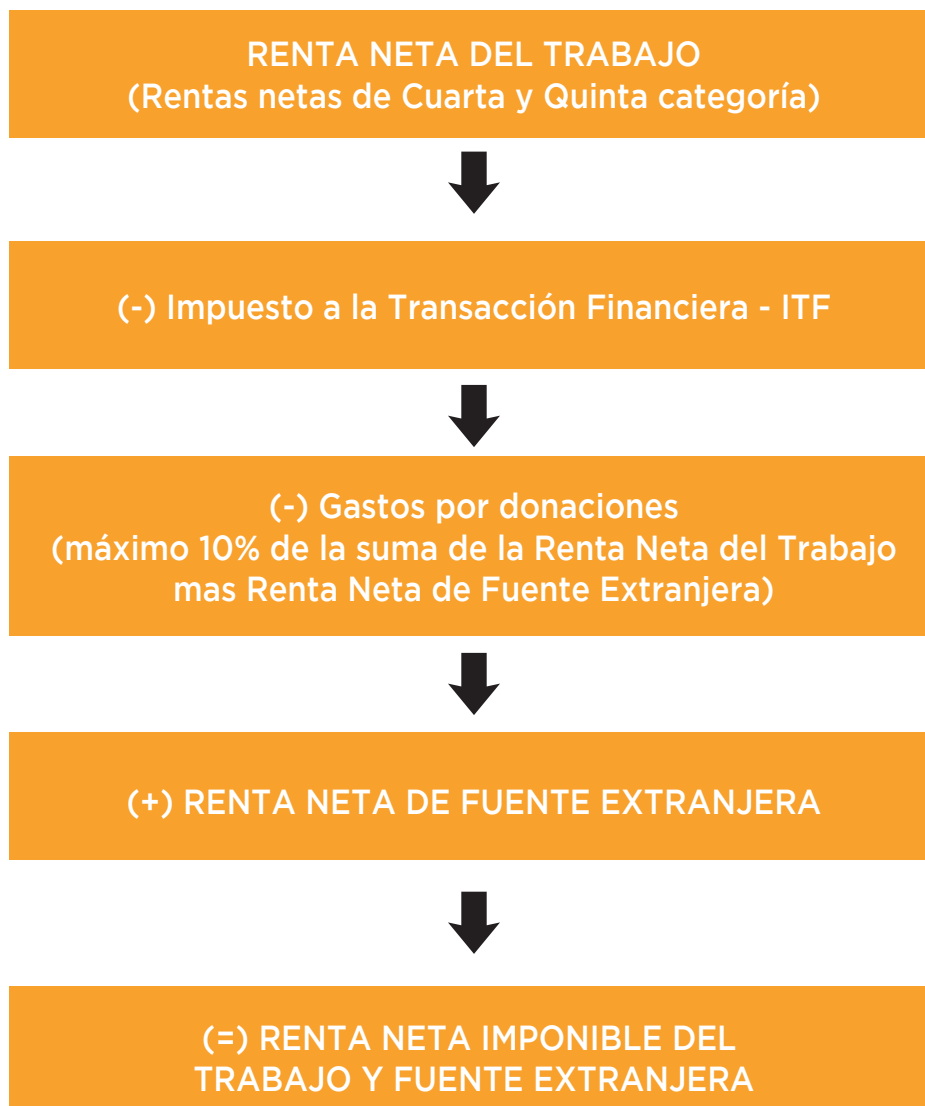 RENTA NETA DEL TRABAJO
(Rentas netas de Cuarta y Quinta categoría)
(-) Impuesto a la Transacción Financiera - ITF
(-) Gastos por donaciones
(máximo 10% de la suma de la Renta Neta del Trabajo
mas Renta Neta de Fuente Extranjera)
(+) RENTA NETA DE FUENTE EXTRANJERA
(=) RENTA NETA IMPONIBLE DEL
TRABAJO Y FUENTE EXTRANJERA